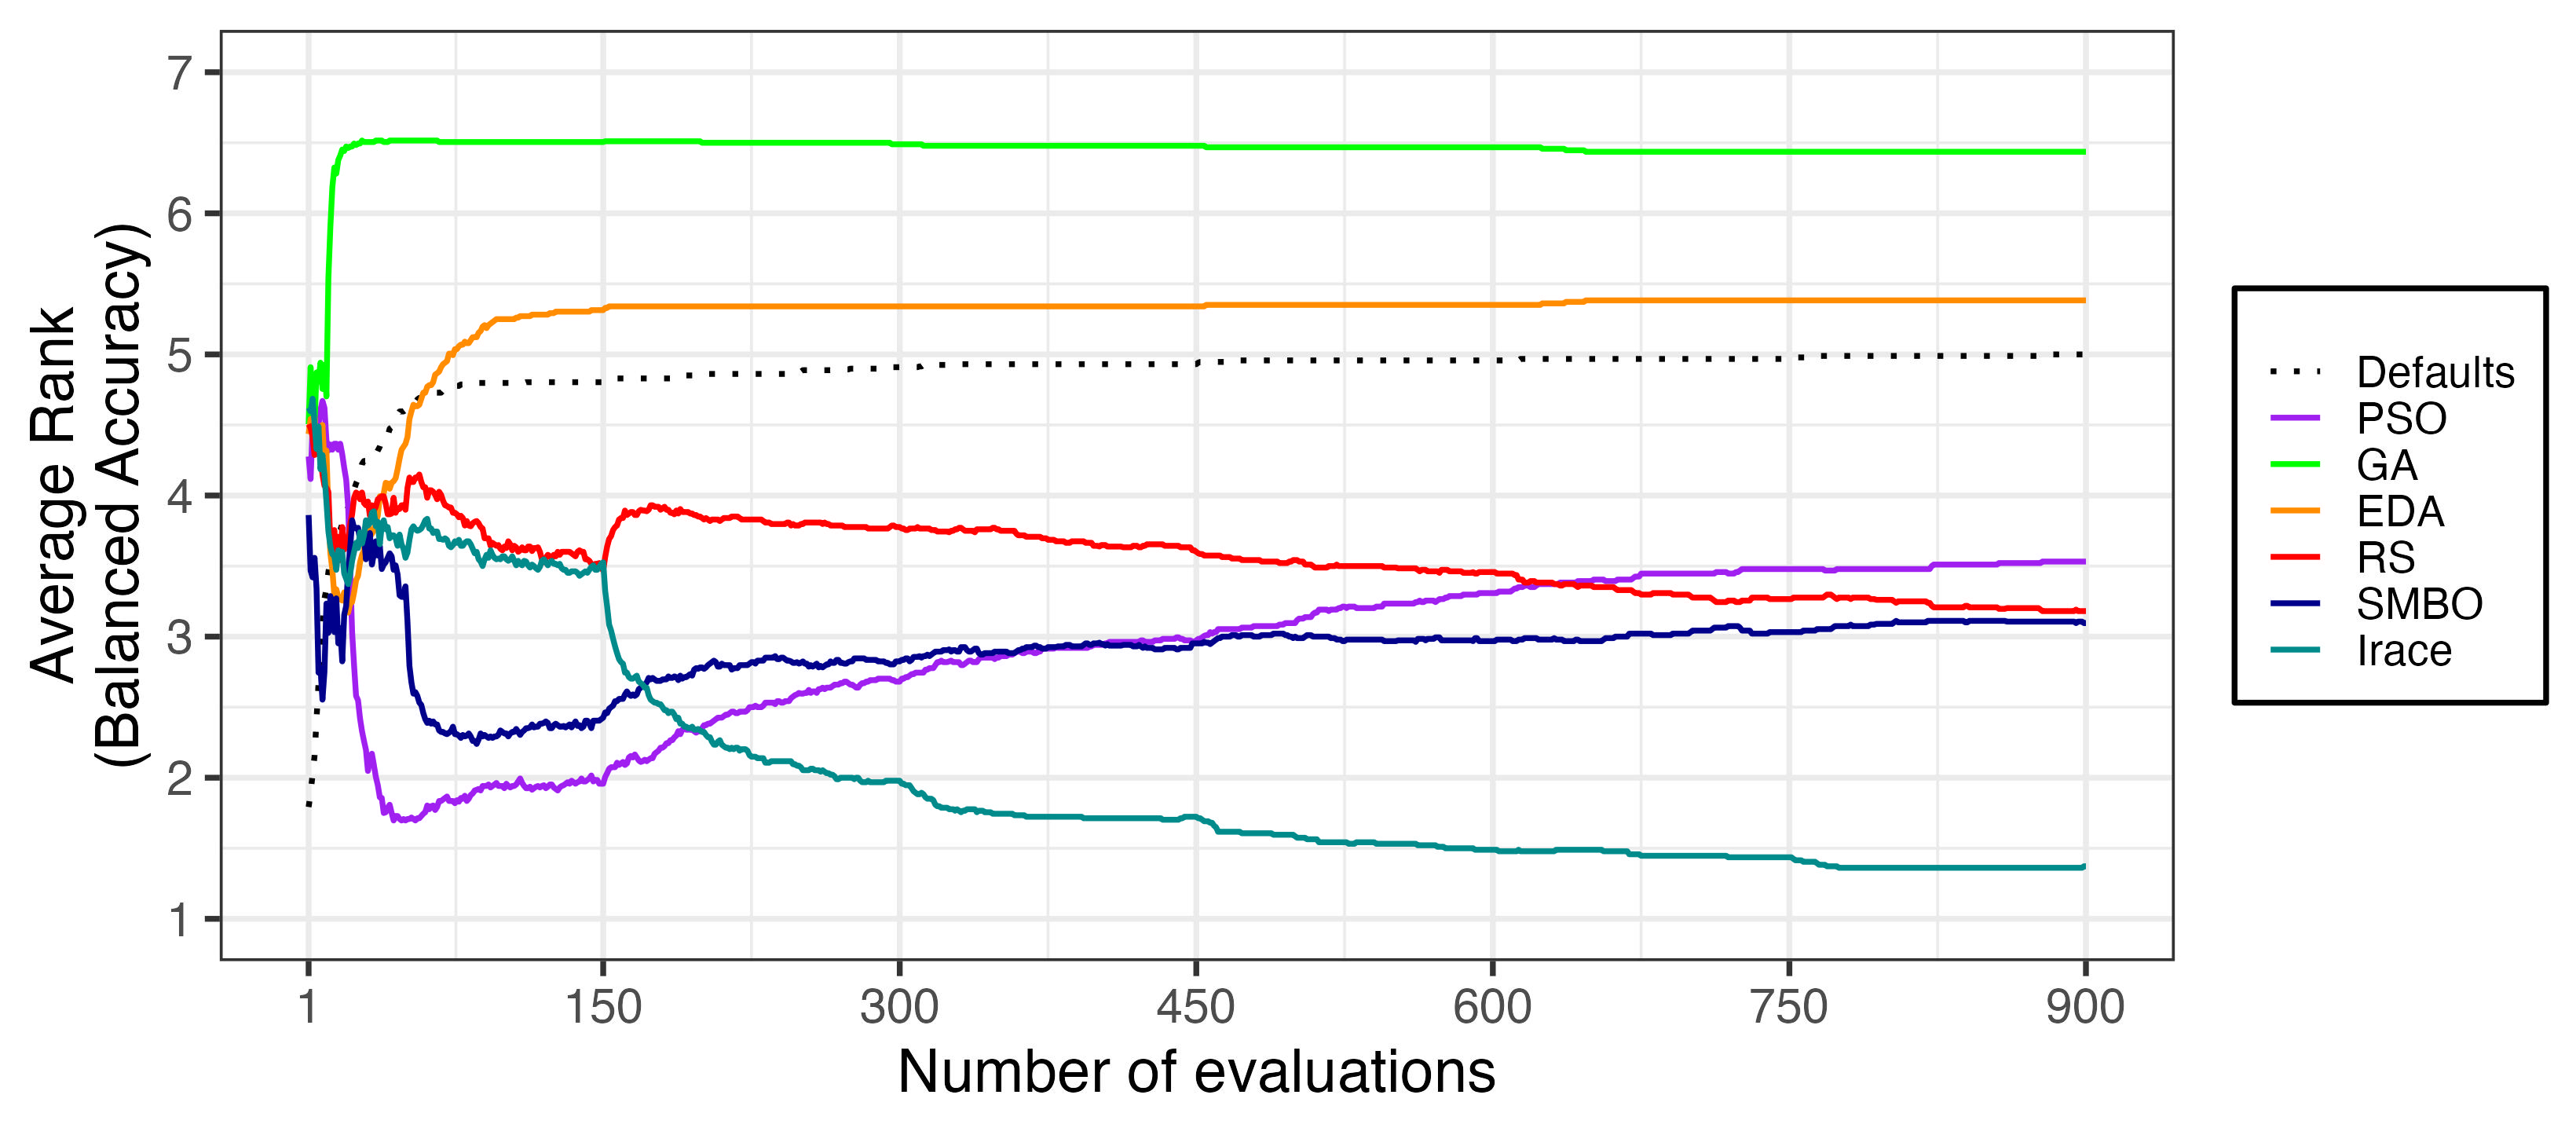 Average Rank
(Balanced Accuracy)
7
6
5
4
3
2
1
1 150 300 450 600 750 900
Number of evaluations
Defaults
PSO
GA
EDA
RS
SMBO
Irace